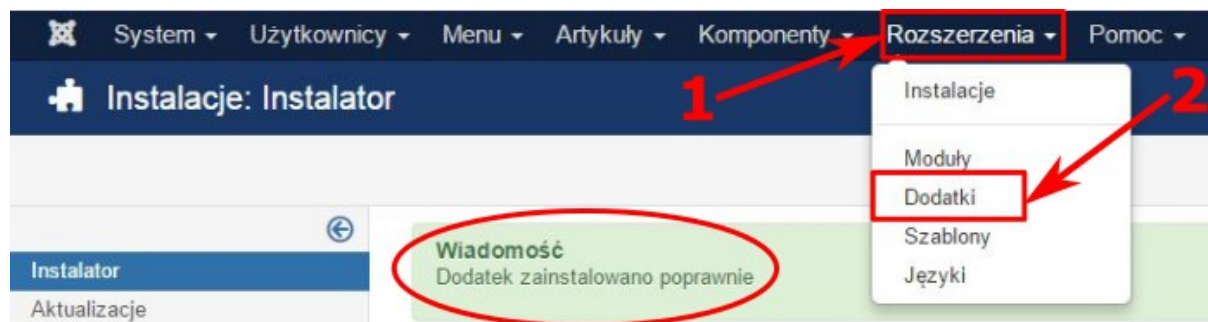 System Użytkownicy Menu Artykuły Komponenty Rozszerzenia Pomoc
Instalacje: Instalator
1
2
Instalacje
Moduły
Dodatki
Szablony
Języki
Wiadomość
Dodatek zainstalowano poprawnie
Instalator
Aktualizacje